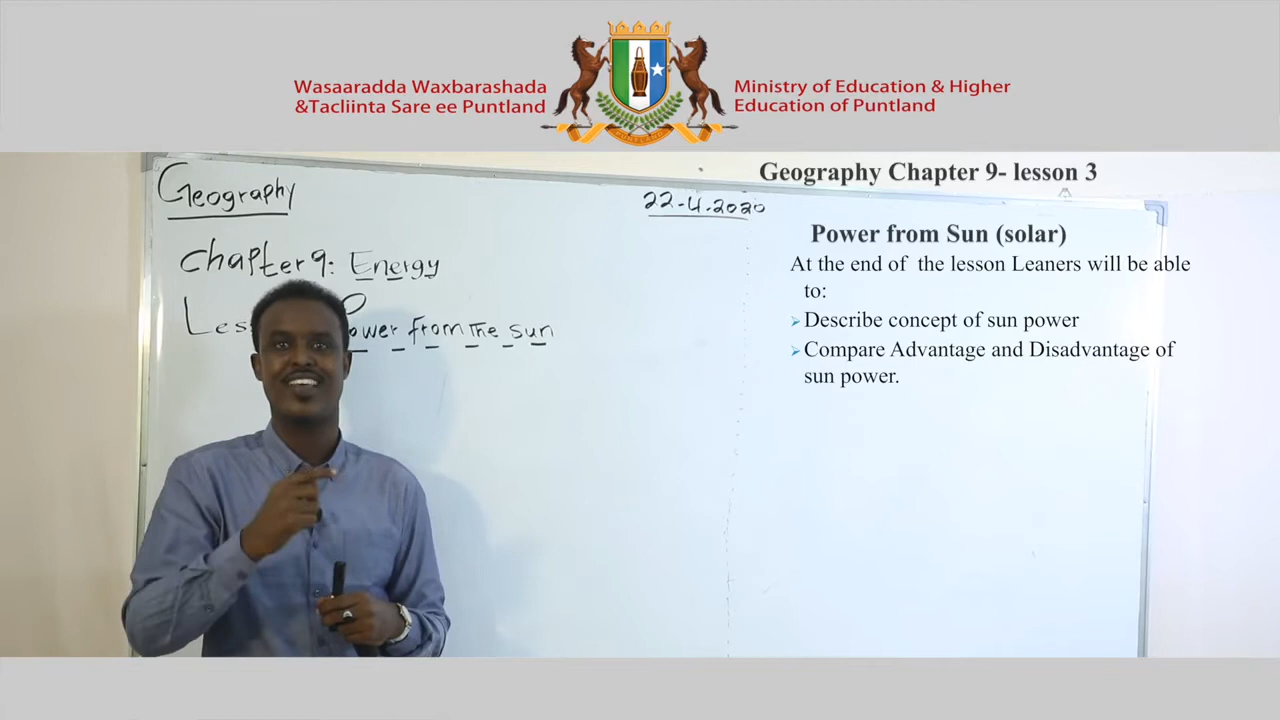 Wasaaradda Waxbarashada
&Tacliinta Sare ee Puntland
Ministry of Education & Higher
Education of Puntland
Geography
22-4-2020
Chapter 9: Energy
Less
Power from The sun
Geography Chapter 9- lesson 3
Power from Sun (solar)
At the end of the lesson Leaners will be able
to:
Describe concept of sun power
Compare Advantage and Disadvantage of
sun power.